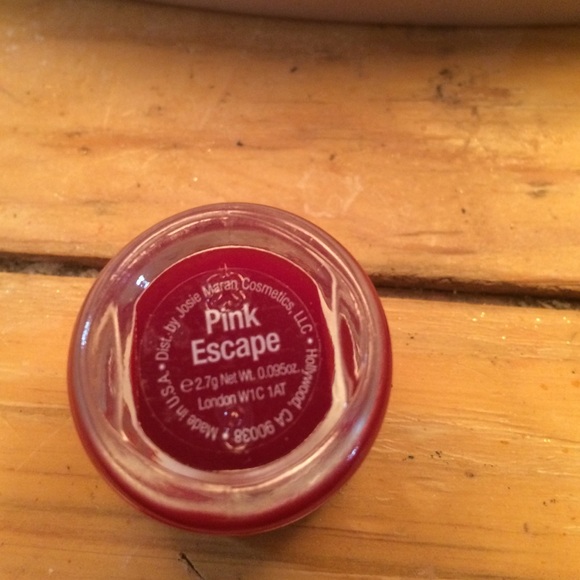 Dist. by Josie Maran Cosmetics, LLC • Hollywood, CA 90038 • Made in U.S.A. •
Pink
Escape
℮ 2.7g Net Wt. 0.095oz.
London W1C 1AT